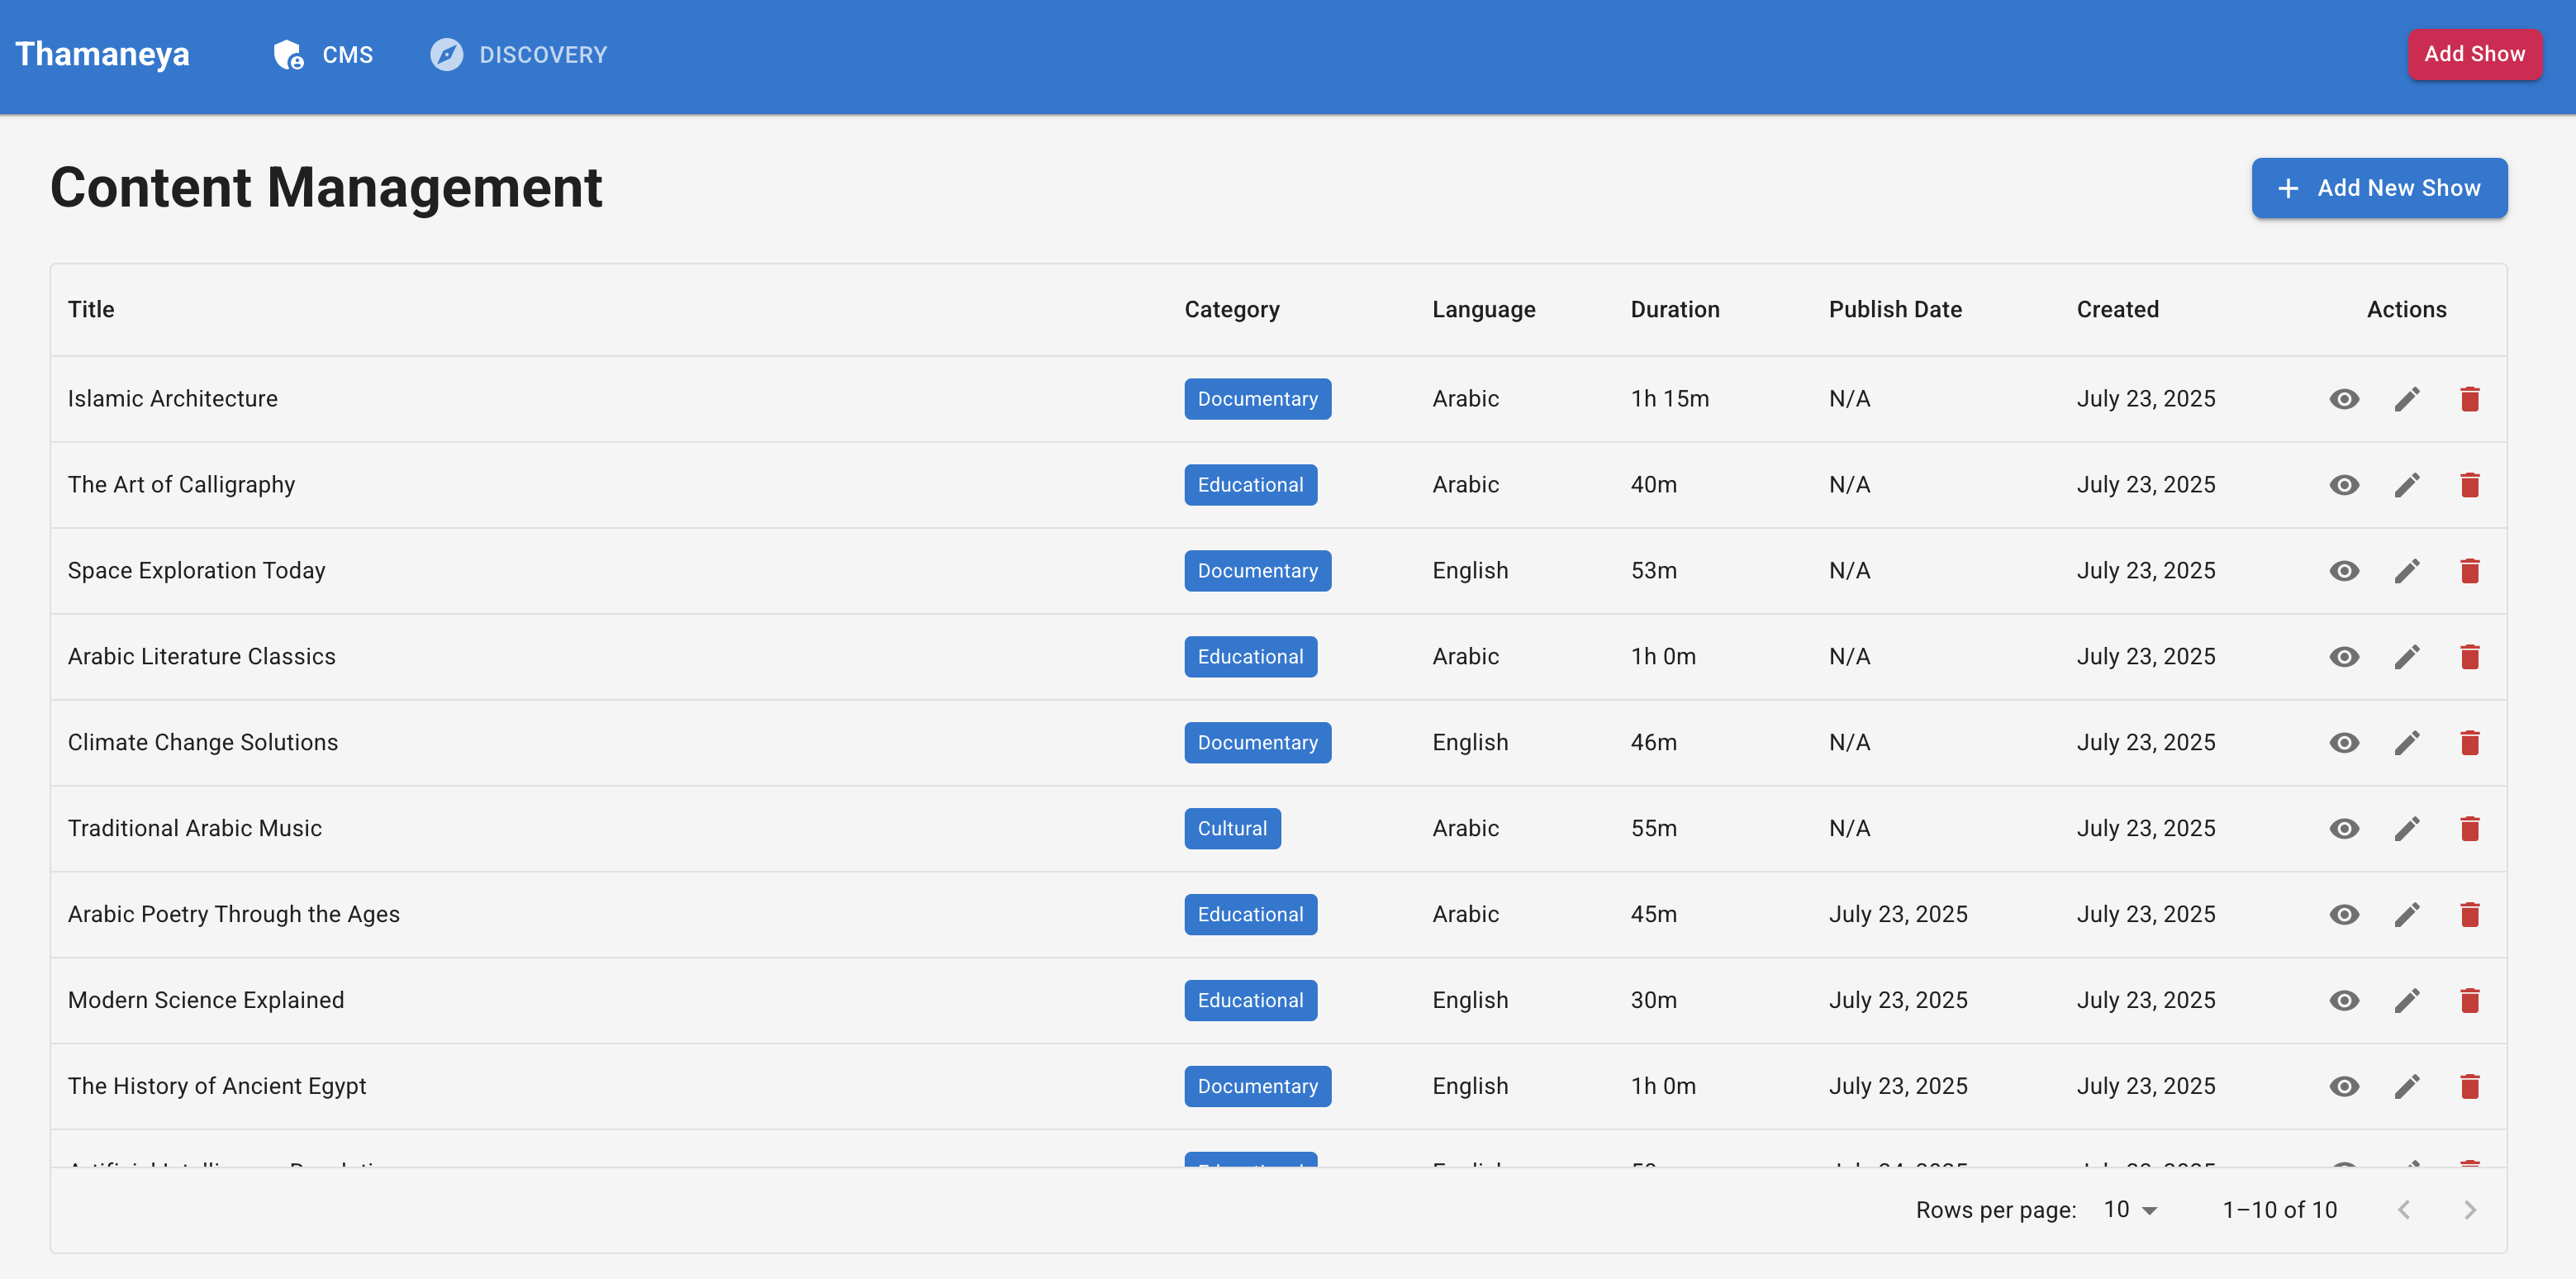 Thamaneya CMS DISCOVERY Add Show
Content Management
Add New Show
Title Category Language Duration Publish Date Created Actions
Islamic Architecture Documentary Arabic 1h 15m N/A July 23, 2025
The Art of Calligraphy Educational Arabic 40m N/A July 23, 2025
Space Exploration Today Documentary English 53m N/A July 23, 2025
Arabic Literature Classics Educational Arabic 1h 0m N/A July 23, 2025
Climate Change Solutions Documentary English 46m N/A July 23, 2025
Traditional Arabic Music Cultural Arabic 55m N/A July 23, 2025
Arabic Poetry Through the Ages Educational Arabic 45m July 23, 2025 July 23, 2025
Modern Science Explained Educational English 30m July 23, 2025 July 23, 2025
The History of Ancient Egypt Documentary English 1h 0m July 23, 2025 July 23, 2025
Rows per page: 10 1–10 of 10